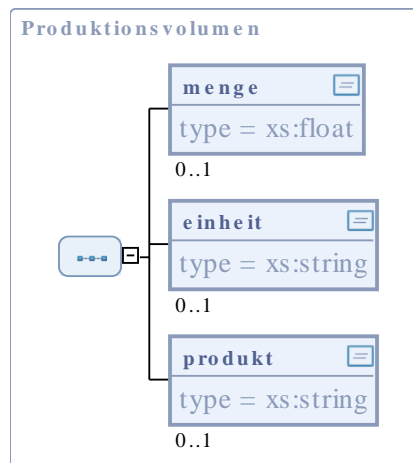 Produktionsvolumen
menge
type = xs:float
0..1
einheit
type = xs:string
0..1
produkt
type = xs:string
0..1